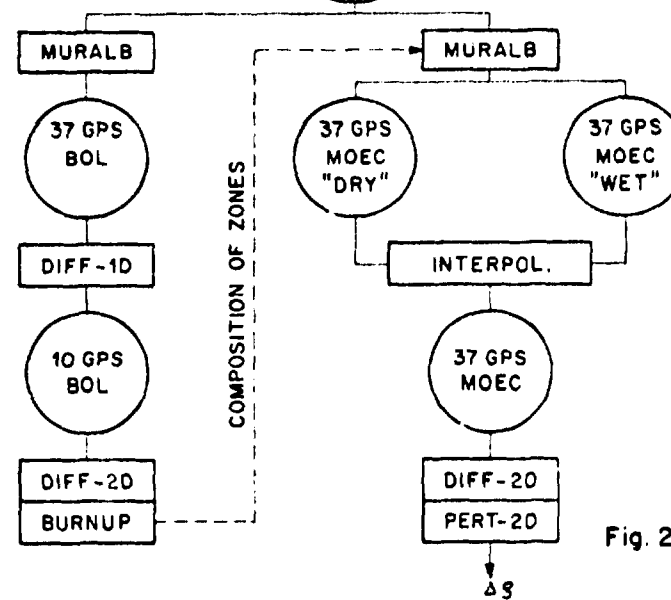 MURALB
37 GPS
BOL
DIFF-1D
10 GPS
BOL
DIFF-2D
BURNUP
COMPOSITION OF ZONES
MURALB
37 GPS
MOEC
"DRY"
37 GPS
MOEC
"WET"
INTERPOL.
37 GPS
MOEC
DIFF-2D
PERT-2D
Δρ
Fig. 2